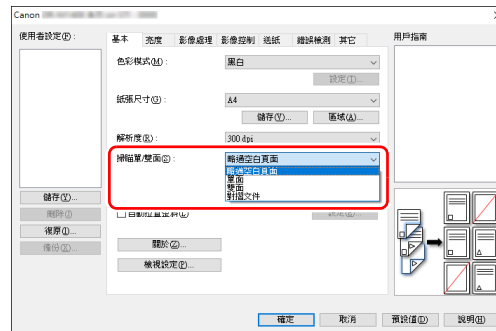 Canon
使用者設定(P):
儲存(V)...
刪除(J)
復原(I)...
備份(X)...
基本 亮度 影像處理 影像控制 送紙 錯誤檢測 其它
色彩模式(M):
黑白
設定(T)...
紙張尺寸(G):
A4
儲存(Y)... 區域(A)...
解析度(R):
300 dpi
掃瞄單/雙面(S):
略過空白頁面
略過空白頁面
單面
雙面
對摺文件
關於(Z)...
檢視設定(P)...
用戶指南
確定 取消 預設值(D) 說明(H)